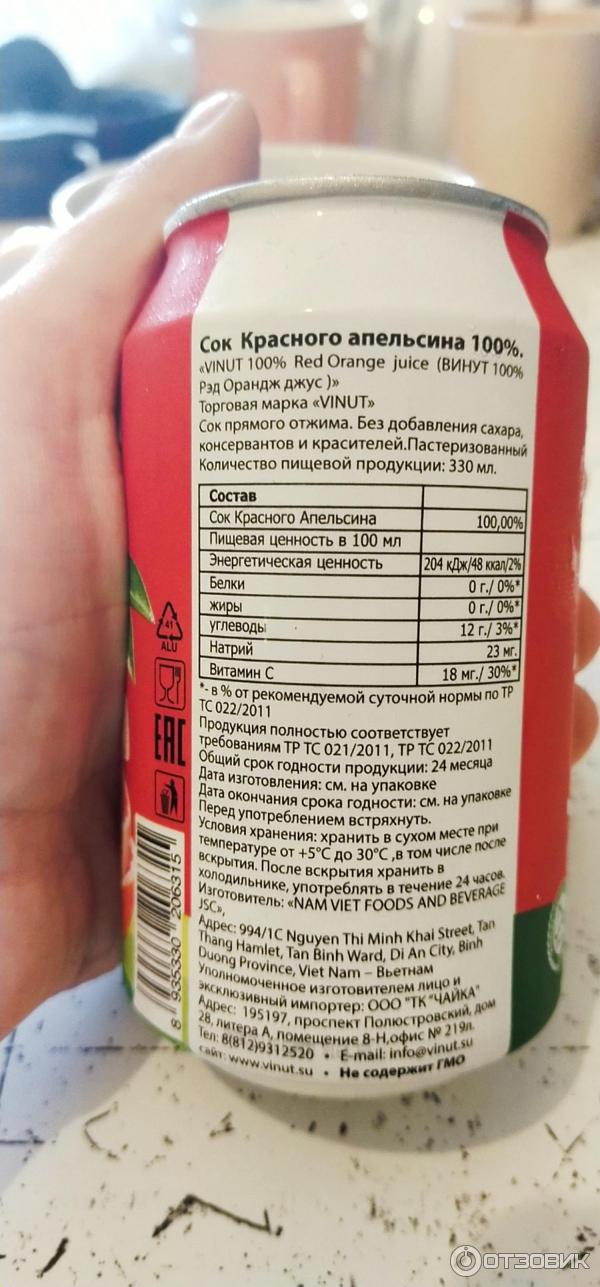 Сок Красного апельсина 100%.
«VINUT 100% Red Orange juice (ВИНУТ 100%
Рэд Орандж джус )»
Торговая марка «VINUT»
Сок прямого отжима. Без добавления сахара,
консервантов и красителей.Пастеризованный
Количество пищевой продукции: 330 мл.
Состав
Сок Красного Апельсина 100,00%
Пищевая ценность в 100 мл
Энергетическая ценность 204 кДж/48 ккал/2%
Белки 0 г./ 0%*
жиры 0 г./ 0%*
углеводы 12 г./ 3%*
Натрий 23 мг.
Витамин С 18 мг./ 30%*
*- в % от рекомендуемой суточной нормы по ТР
ТС 022/2011
Продукция полностью соответствует
требованиям ТР ТС 021/2011, ТР ТС 022/2011
Общий срок годности продукции: 24 месяца
Дата изготовления: см. на упаковке
Дата окончания срока годности: см. на упаковке
Перед употреблением встряхнуть.
Условия хранения: хранить в сухом месте при
температуре от +5°С до 30°С ,в том числе после
вскрытия. После вскрытия хранить в
холодильнике, употреблять в течение 24 часов.
Изготовитель: «NAM VIET FOODS AND BEVERAGE
JSC»,
Адрес: 994/1C Nguyen Thi Minh Khai Street, Tan
Thang Hamlet, Tan Binh Ward, Di An City, Binh
Duong Province, Viet Nam – Вьетнам
Уполномоченное изготовителем лицо и
эксклюзивный импортер: ООО "ТК "ЧАЙКА"
Адрес: 195197, проспект Полюстровский, дом
28, литера А, помещение 8-Н,офис № 219л.
Тел: 8(812)9312520 • E-mail: info@vinut.su
сайт: www.vinut.su • Не содержит ГМО
41
ALU
EAC
8 935330 206315
ОТЗОВИК